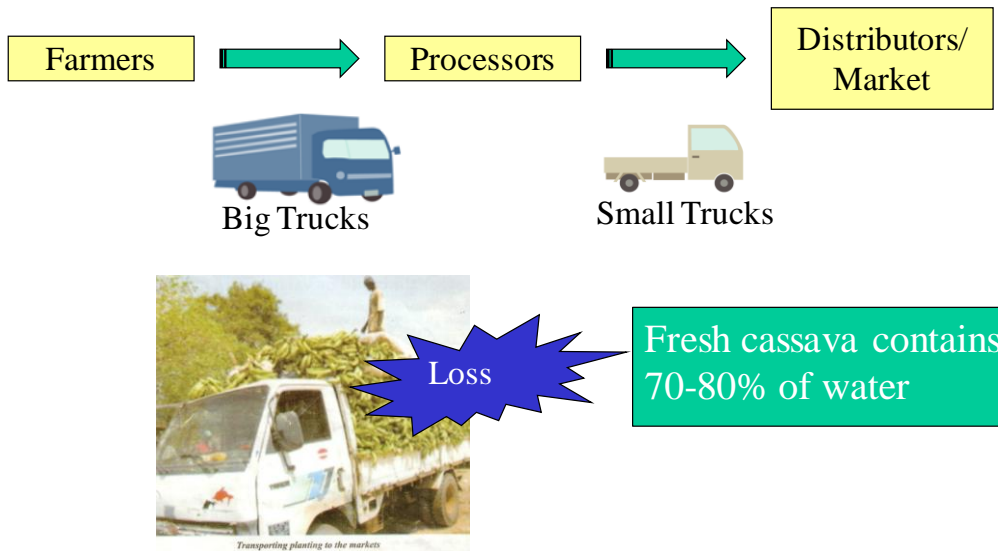 Farmers
Processors
Distributors/
Market
Big Trucks
Small Trucks
Loss
Fresh cassava contains
70-80% of water
Transporting planting to the markets